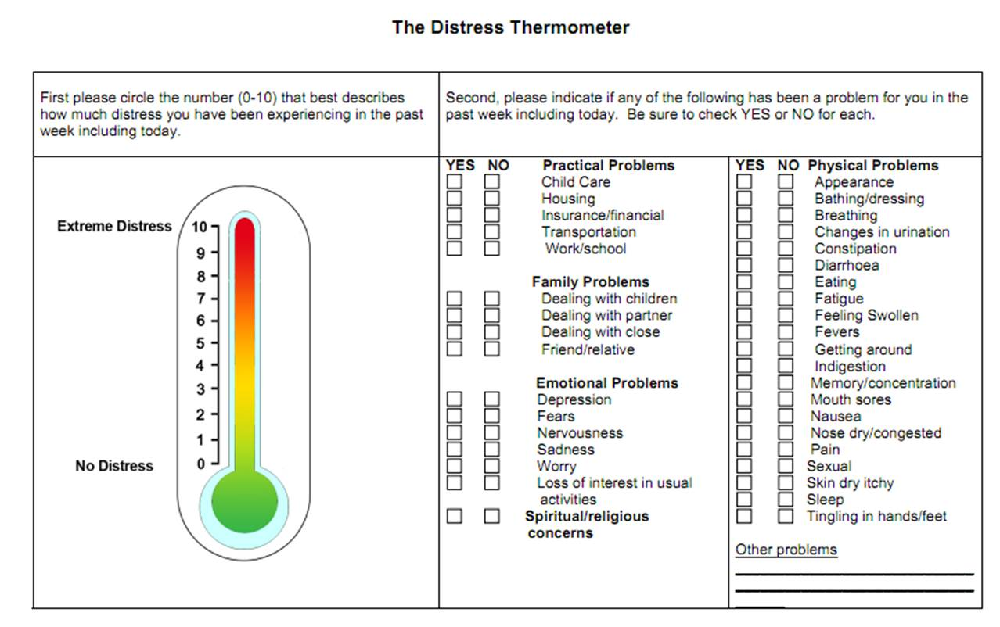 The Distress Thermometer
First please circle the number (0-10) that best describes
how much distress you have been experiencing in the past
week including today.
Second, please indicate if any of the following has been a problem for you in the
past week including today.  Be sure to check YES or NO for each.
Extreme Distress
10
9
8
7
6
5
4
3
2
1
0
No Distress
YES NO Practical Problems
Child Care
Housing
Insurance/financial
Transportation
Work/school
Family Problems
Dealing with children
Dealing with partner
Dealing with close
Friend/relative
Emotional Problems
Depression
Fears
Nervousness
Sadness
Worry
Loss of interest in usual
activities
Spiritual/religious
concerns
YES NO Physical Problems
Appearance
Bathing/dressing
Breathing
Changes in urination
Constipation
Diarrhoea
Eating
Fatigue
Feeling Swollen
Fevers
Getting around
Indigestion
Memory/concentration
Mouth sores
Nausea
Nose dry/congested
Pain
Sexual
Skin dry itchy
Sleep
Tingling in hands/feet
Other problems